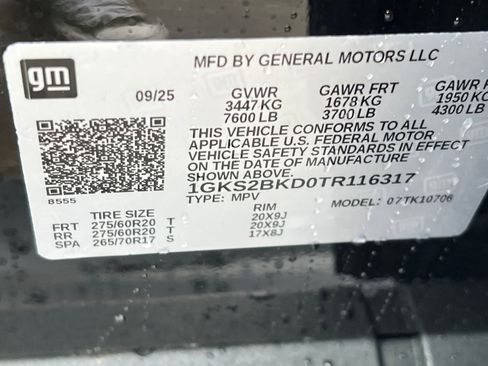 gm
MFD BY GENERAL MOTORS LLC
09/25 GVWR GAWR FRT GAWR
3447 KG 1678 KG 1950 KG
7600 LB 3700 LB 4300 LB
THIS VEHICLE CONFORMS TO ALL
APPLICABLE U.S. FEDERAL MOTOR
VEHICLE SAFETY STANDARDS IN EFFECT
ON THE DATE OF MANUFACTURE
SHOWN ABOVE.
1GKS2BKD0TR116317
8555 TYPE: MPV MODEL: 07TK10706
TIRE SIZE RIM
FRT 275/60R20 T 20X9J
RR 275/60R20 T 20X9J
SPA 265/70R17 S 17X8J